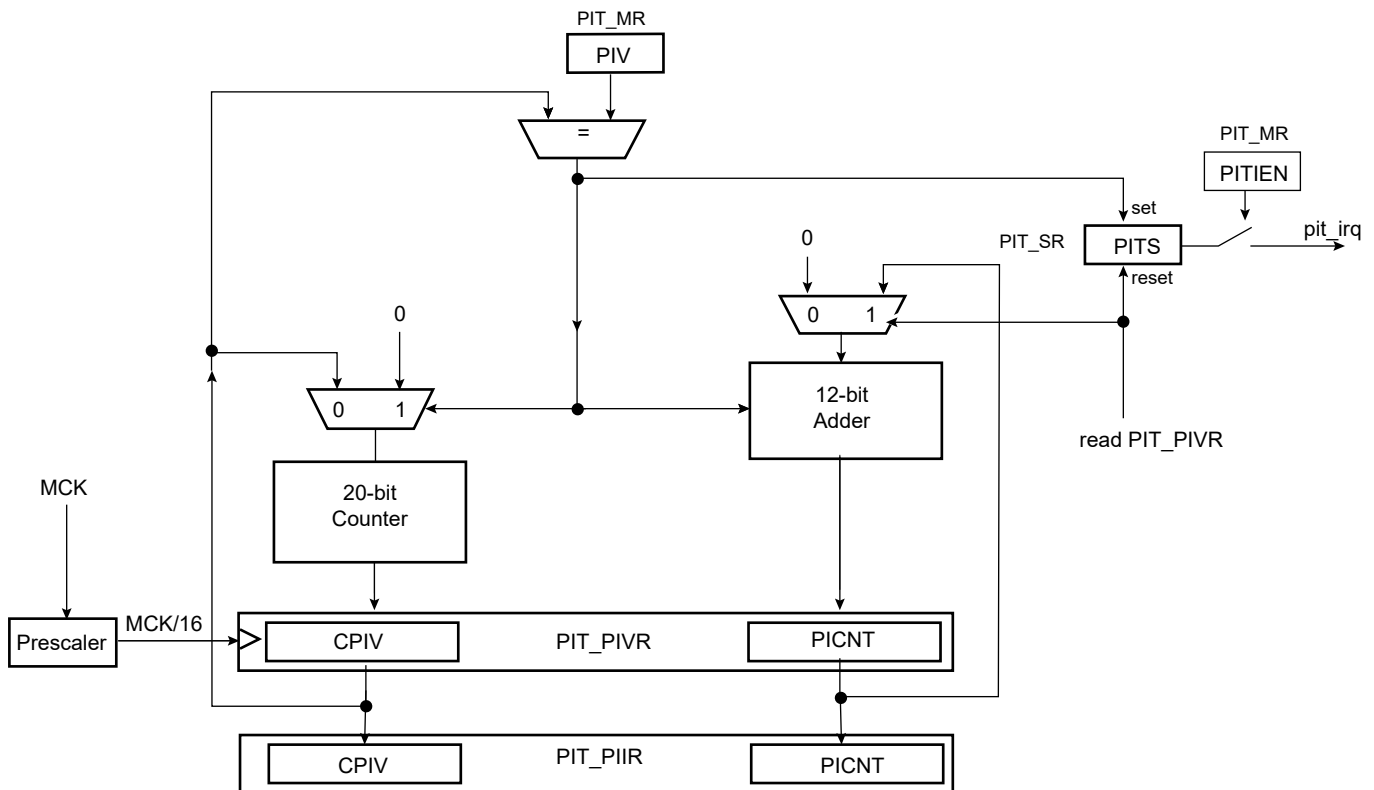 PIT_MR
PIV
=
PIT_MR
PITIEN
set
PIT_SR
PITS
pit_irq
reset
0
0 1
0
0 1
12-bit
Adder
read PIT_PIVR
20-bit
Counter
MCK
Prescaler
MCK/16
CPIV
PIT_PIVR
PICNT
CPIV
PIT_PIIR
PICNT